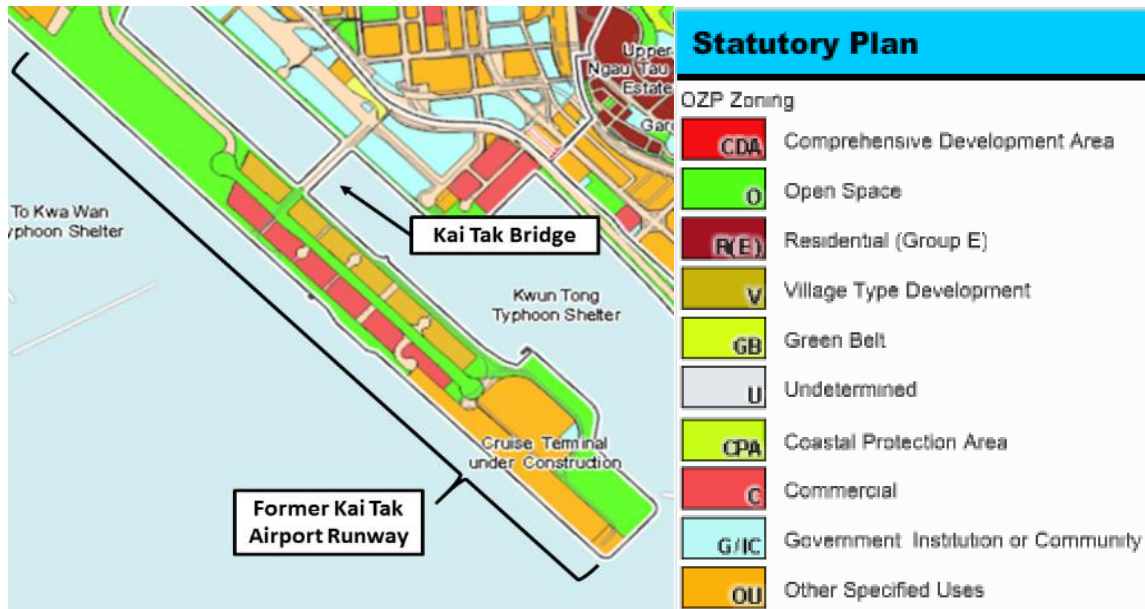 Upper
Ngau Tau
Estate
Gar
To Kwa Wan
yphoon Shelter
Kai Tak Bridge
Kwun Tong
Typhoon Shelter
Cruise Terminal
under Construction
Former Kai Tak
Airport Runway
Statutory Plan
OZP Zoning
CDA Comprehensive Development Area
O Open Space
R(E) Residential (Group E)
V Village Type Development
GB Green Belt
U Undetermined
CPA Coastal Protection Area
C Commercial
G/IC Government Institution or Community
OU Other Specified Uses